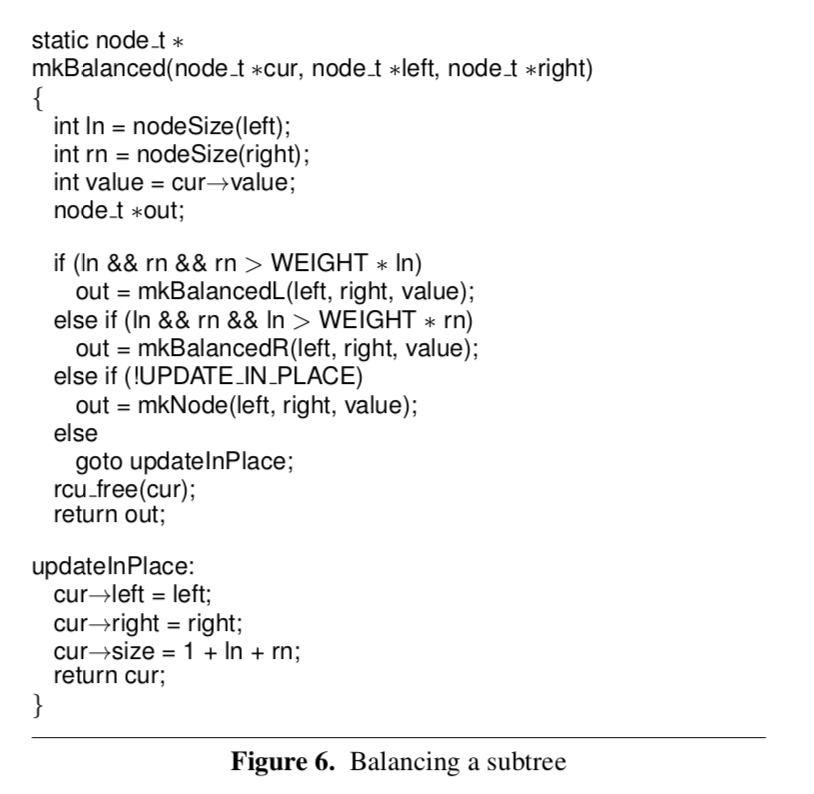 static node_t *
mkBalanced(node_t *cur, node_t *left, node_t *right)
{
int ln = nodeSize(left);
int rn = nodeSize(right);
int value = cur→value;
node_t *out;
if (ln && rn && rn > WEIGHT * ln)
out = mkBalancedL(left, right, value);
else if (ln && rn && ln > WEIGHT * rn)
out = mkBalancedR(left, right, value);
else if (!UPDATE_IN_PLACE)
out = mkNode(left, right, value);
else
goto updateInPlace;
rcu_free(cur);
return out;
updateInPlace:
cur→left = left;
cur→right = right;
cur→size = 1 + ln + rn;
return cur;
}
Figure 6. Balancing a subtree